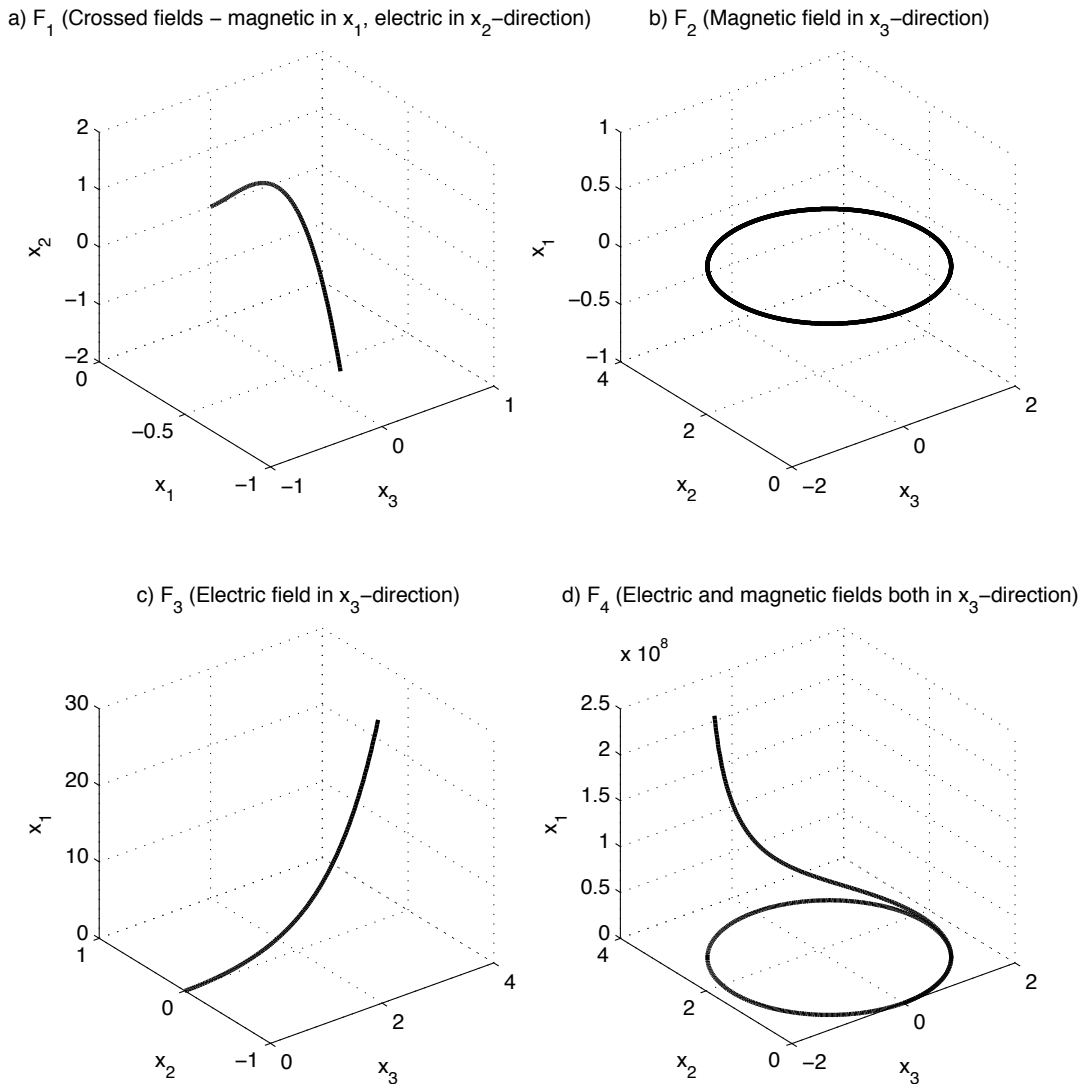 a) F₁ (Crossed fields − magnetic in x₁, electric in x₂−direction)
2
1
0
−1
−2
x₂
0
−0.5
−1
x₁
−1
0
1
x₃
b) F₂ (Magnetic field in x₃−direction)
1
0.5
0
−0.5
−1
x₁
4
2
0
x₂
−2
0
2
x₃
c) F₃ (Electric field in x₃−direction)
30
20
10
0
x₁
1
0
−1
x₂
0
2
4
x₃
d) F₄ (Electric and magnetic fields both in x₃−direction)
x 10⁸
2.5
2
1.5
1
0.5
0
x₁
4
2
0
x₂
−2
0
2
x₃